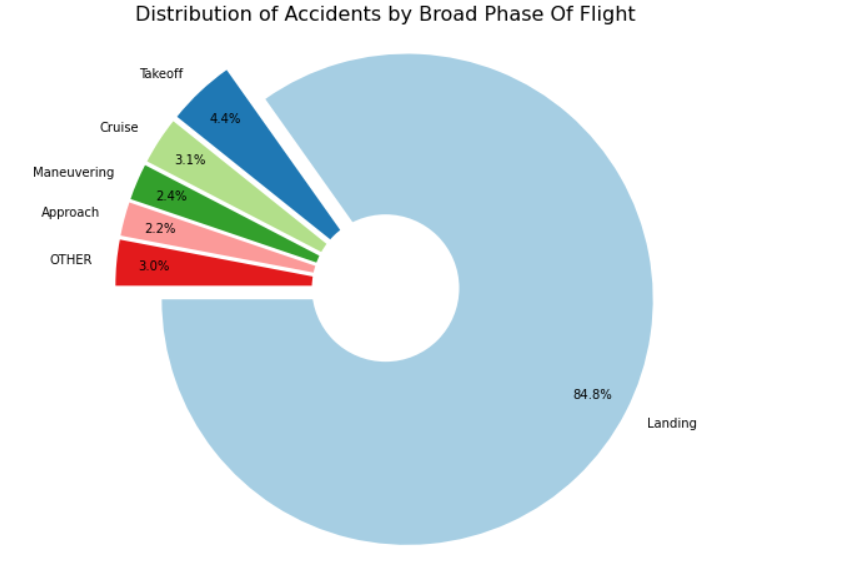 Distribution of Accidents by Broad Phase Of Flight
Takeoff
4.4%
Cruise
3.1%
Maneuvering
2.4%
Approach
2.2%
OTHER
3.0%
84.8%
Landing